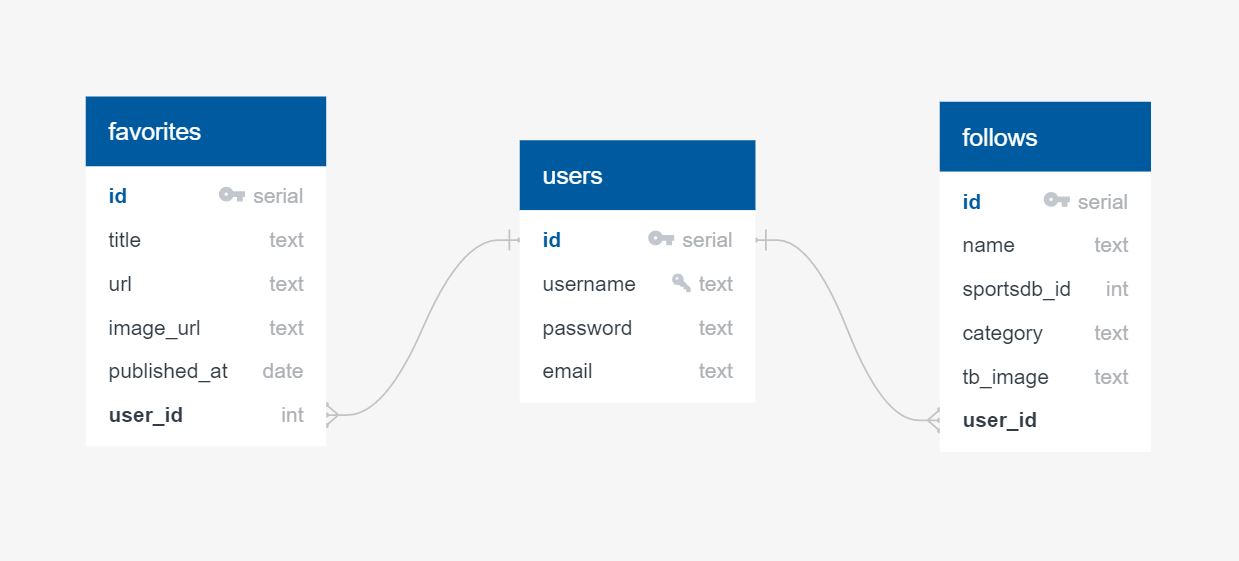 favorites
id serial
title text
url text
image_url text
published_at date
user_id int
users
id serial
username text
password text
email text
follows
id serial
name text
sportsdb_id int
category text
tb_image text
user_id